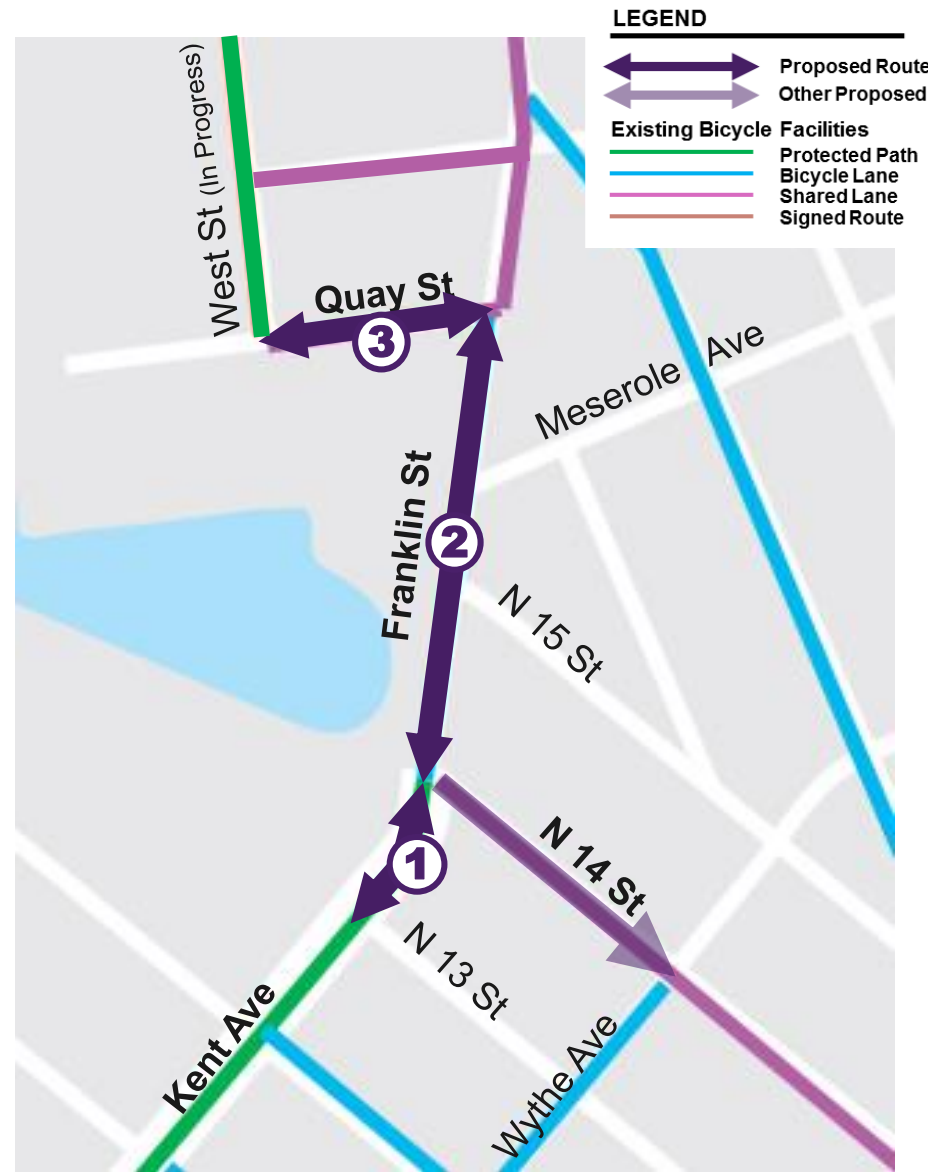 LEGEND
Proposed Route
Other Proposed
Existing Bicycle Facilities
Protected Path
Bicycle Lane
Shared Lane
Signed Route
West St (In Progress)
Quay St
3
Meserole Ave
Franklin St
2
N 15 St
1
N 14 St
N 13 St
Kent Ave
Wythe Ave